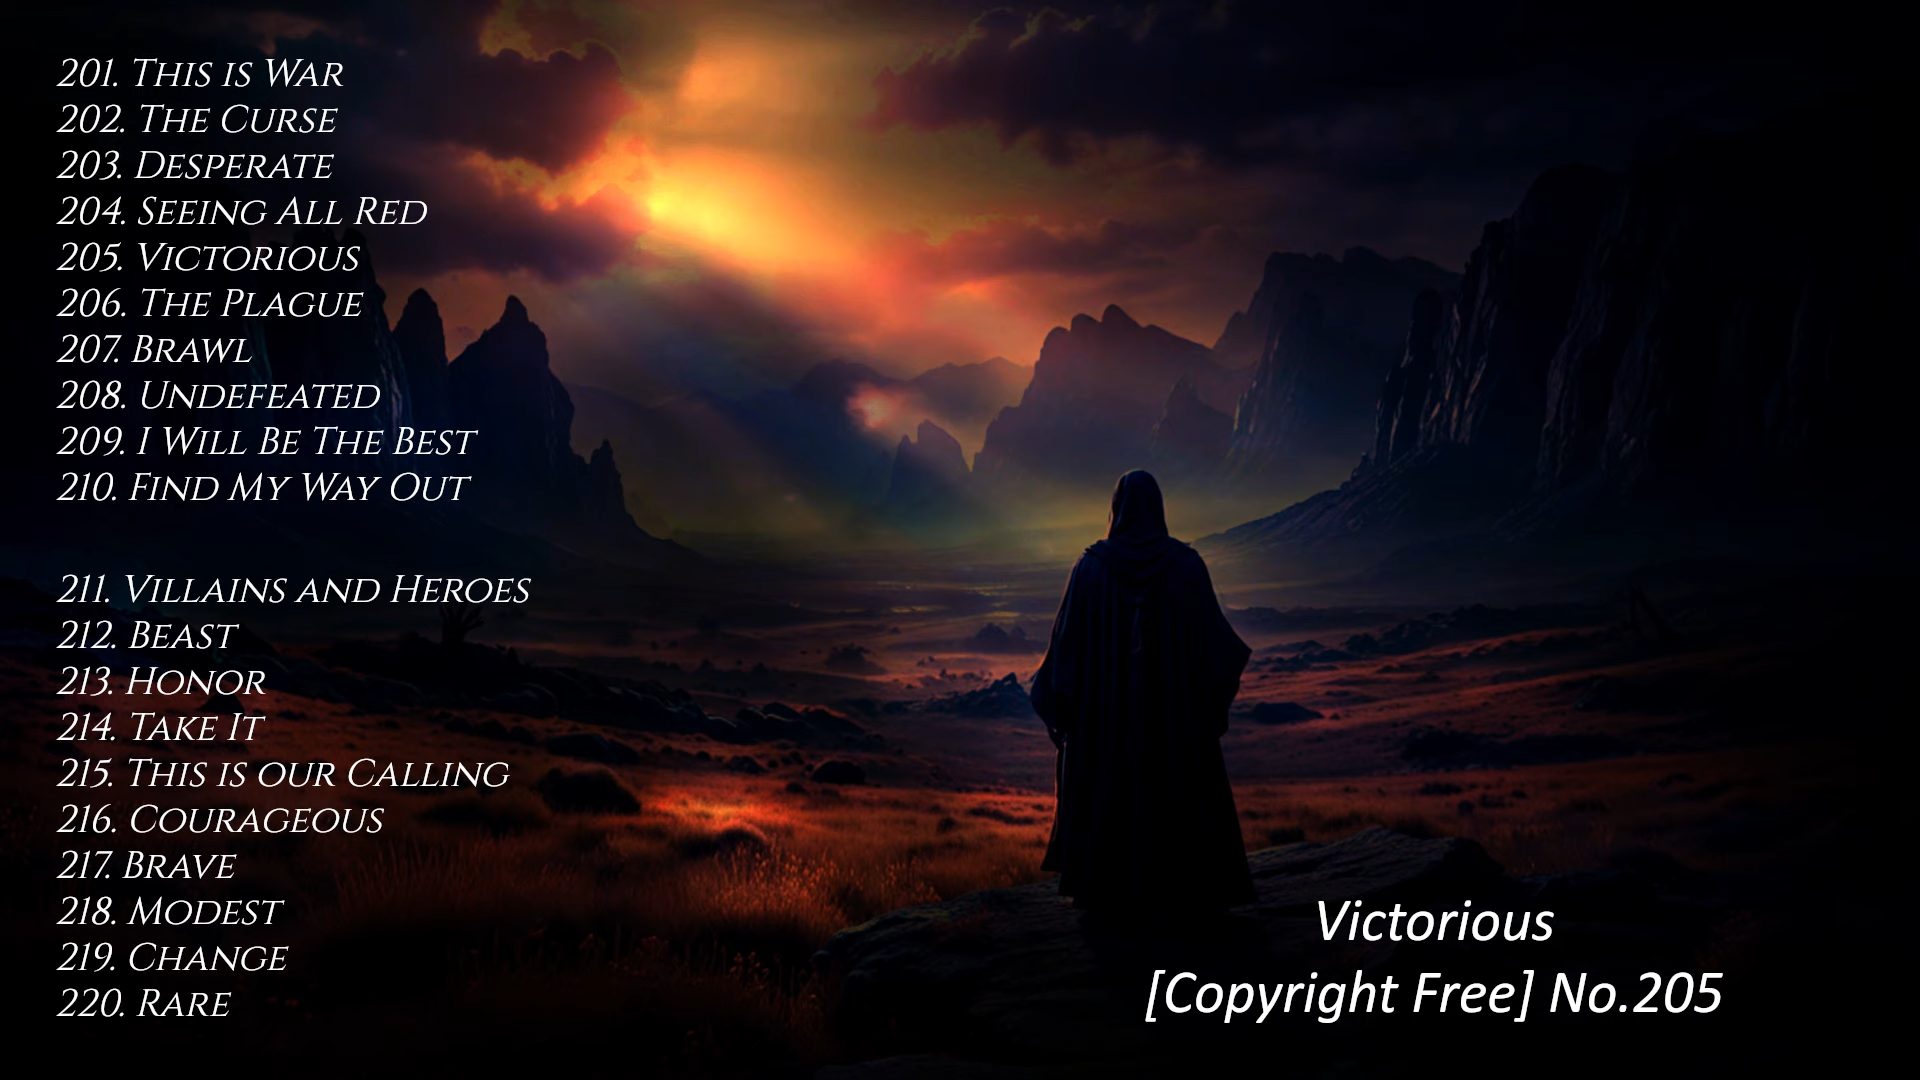 201. This is War
202. The Curse
203. Desperate
204. Seeing All Red
205. Victorious
206. The Plague
207. Brawl
208. Undefeated
209. I Will Be The Best
210. Find My Way Out
211. Villains and Heroes
212. Beast
213. Honor
214. Take It
215. This is our Calling
216. Courageous
217. Brave
218. Modest
219. Change
220. Rare
Victorious
[Copyright Free] No.205